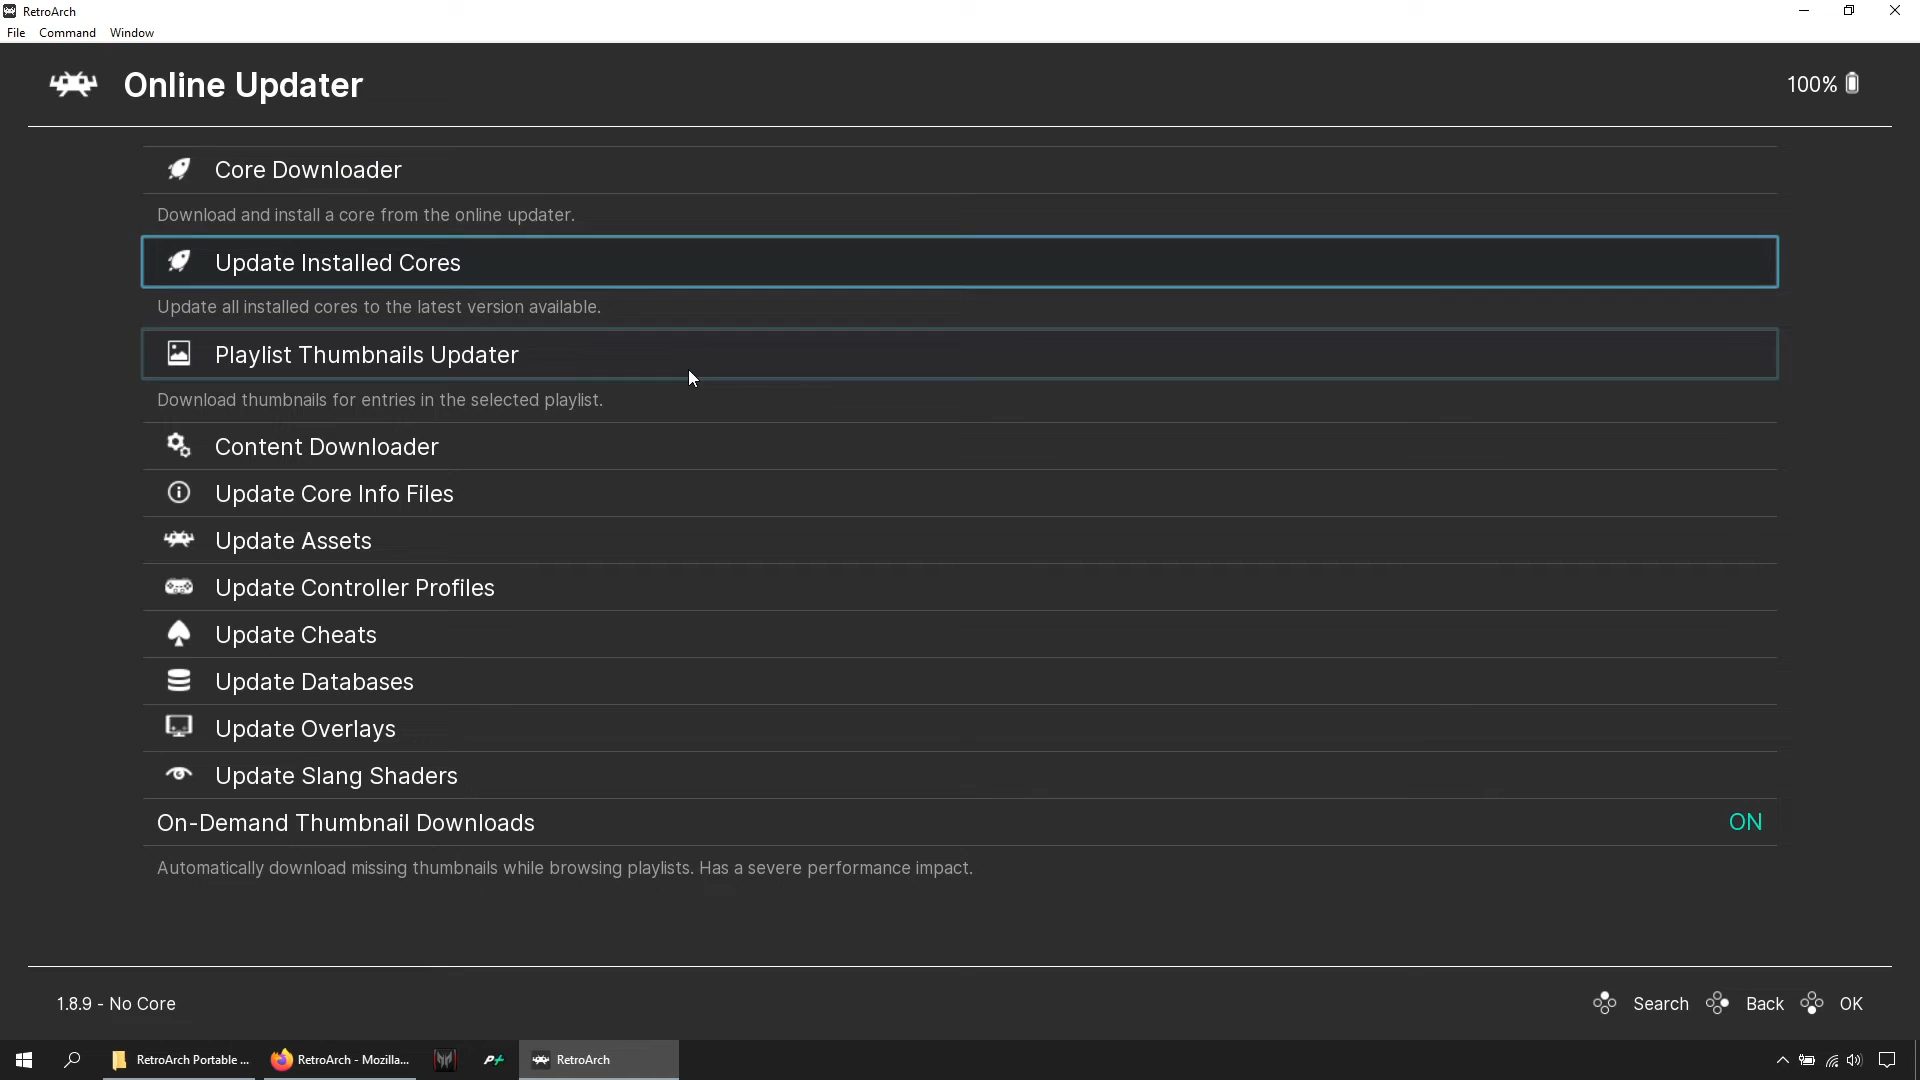 RetroArch
File Command Window
Online Updater
100%
Core Downloader
Download and install a core from the online updater.
Update Installed Cores
Update all installed cores to the latest version available.
Playlist Thumbnails Updater
Download thumbnails for entries in the selected playlist.
Content Downloader
Update Core Info Files
Update Assets
Update Controller Profiles
Update Cheats
Update Databases
Update Overlays
Update Slang Shaders
On-Demand Thumbnail Downloads ON
Automatically download missing thumbnails while browsing playlists. Has a severe performance impact.
1.8.9 - No Core
Search Back OK
RetroArch Portable ... RetroArch - Mozilla... RetroArch